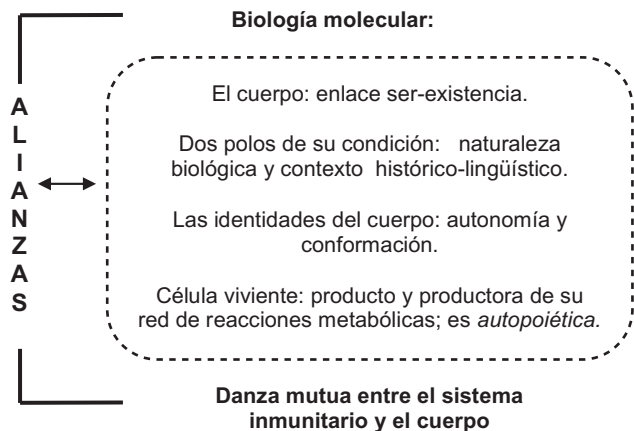 Biología molecular:
ALIANZAS
El cuerpo: enlace ser-existencia.
Dos polos de su condición: naturaleza
biológica y contexto histórico-lingüístico.
Las identidades del cuerpo: autonomía y
conformación.
Célula viviente: producto y productora de su
red de reacciones metabólicas; es autopoiética.
Danza mutua entre el sistema
inmunitario y el cuerpo